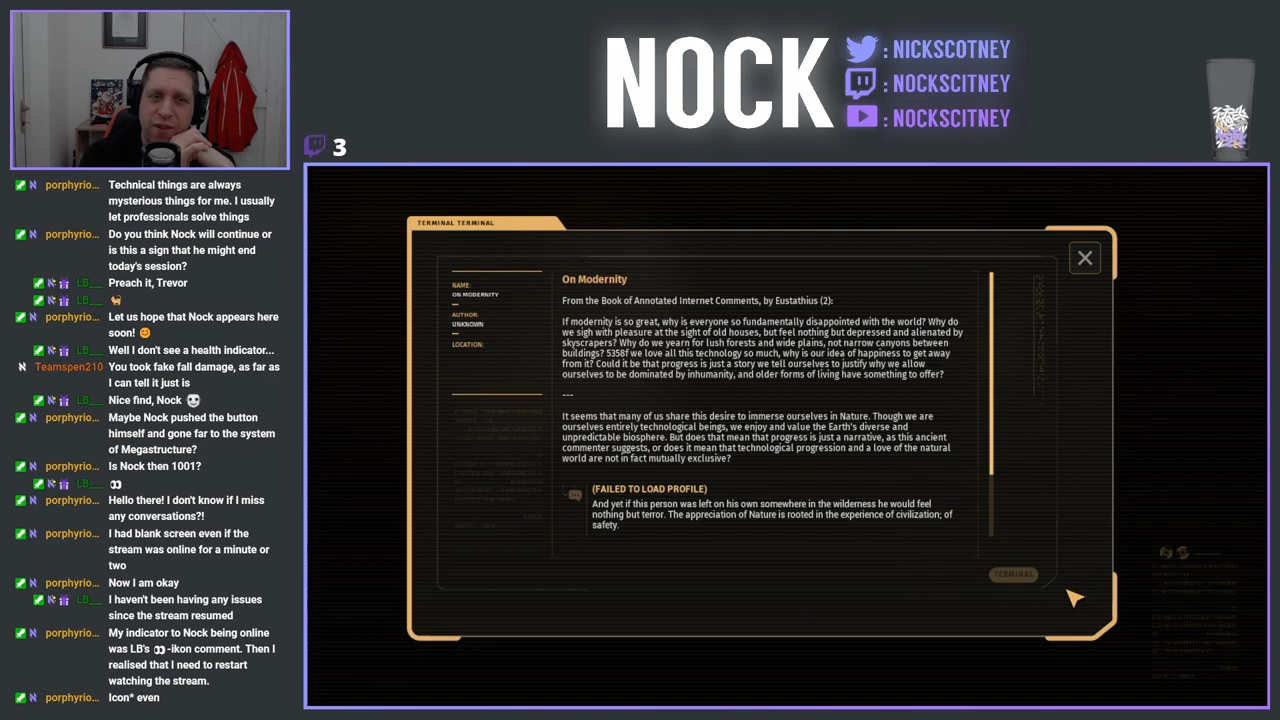 NOCK
: NICKSCOTNEY
: NOCKSCITNEY
: NOCKSCITNEY
3
porphyrio... Technical things are always
mysterious things for me. I usually
let professionals solve things
porphyrio... Do you think Nock will continue or
is this a sign that he might end
today's session?
LB__ Preach it, Trevor
LB__ 🐕
porphyrio... Let us hope that Nock appears here
soon! 😊
LB__ Well I don't see a health indicator...
Teamspen210 You took fake fall damage, as far as
I can tell it just is
LB__ Nice find, Nock 💀
porphyrio... Maybe Nock pushed the button
himself and gone far to the system
of Megastructure?
porphyrio... Is Nock then 1001?
LB__ 👀
porphyrio... Hello there! I don't know if I miss
any conversations?!
porphyrio... I had blank screen even if the
stream was online for a minute or
two
porphyrio... Now I am okay
LB__ I haven't been having any issues
since the stream resumed
porphyrio... My indicator to Nock being online
was LB's 👀-ikon comment. Then I
realised that I need to restart
watching the stream.
porphyrio... Icon* even
TERMINAL TERMINAL
NAME:
ON MODERNITY
AUTHOR:
UNKNOWN
LOCATION:
On Modernity
From the Book of Annotated Internet Comments, by Eustathius (2):
If modernity is so great, why is everyone so fundamentally disappointed with the world? Why do
we sigh with pleasure at the sight of old houses, but feel nothing but depressed and alienated by
skyscrapers? Why do we yearn for lush forests and wide plains, not narrow canyons between
buildings? 5358f we love all this technology so much, why is our idea of happiness to get away
from it? Could it be that progress is just a story we tell ourselves to justify why we allow
ourselves to be dominated by inhumanity, and older forms of living have something to offer?
---
It seems that many of us share this desire to immerse ourselves in Nature. Though we are
ourselves entirely technological beings, we enjoy and value the Earth's diverse and
unpredictable biosphere. But does that mean that progress is just a narrative, as this ancient
commenter suggests, or does it mean that technological progression and a love of the natural
world are not in fact mutually exclusive?
(FAILED TO LOAD PROFILE)
And yet if this person was left on his own somewhere in the wilderness he would feel
nothing but terror. The appreciation of Nature is rooted in the experience of civilization; of
safety.
TERMINAL